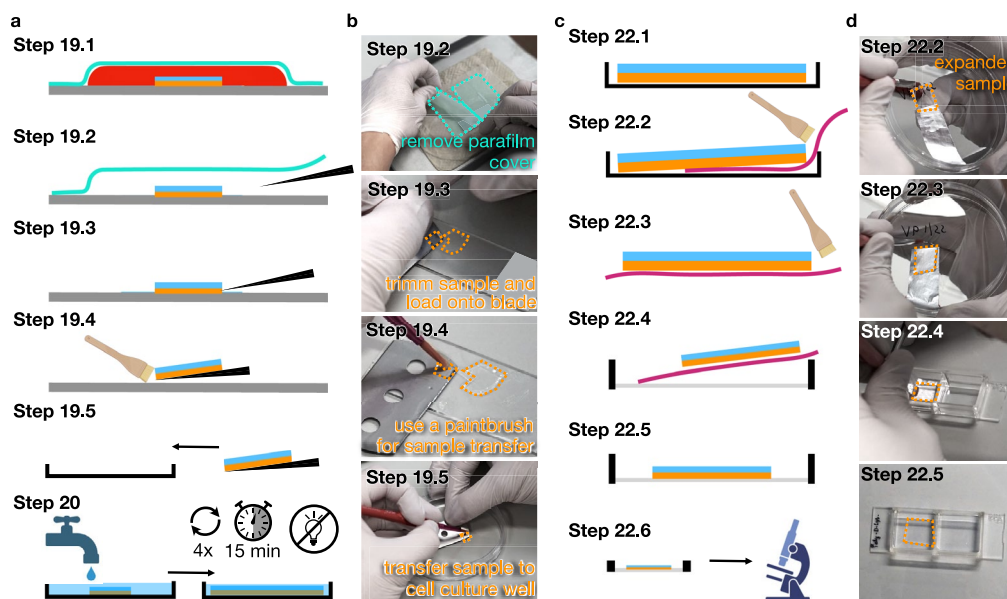 a
Step 19.1
Step 19.2
Step 19.3
Step 19.4
Step 19.5
Step 20
4x
15 min
b
Step 19.2
remove parafilm
cover
Step 19.3
trimm sample and
load onto blade
Step 19.4
use a paintbrush
for sample transfer
Step 19.5
transfer sample to
cell culture well
c
Step 22.1
Step 22.2
Step 22.3
Step 22.4
Step 22.5
Step 22.6
d
Step 22.2
expande
sampl
Step 22.3
VP 1/22
Step 22.4
Step 22.5
Poly-D-Lys.